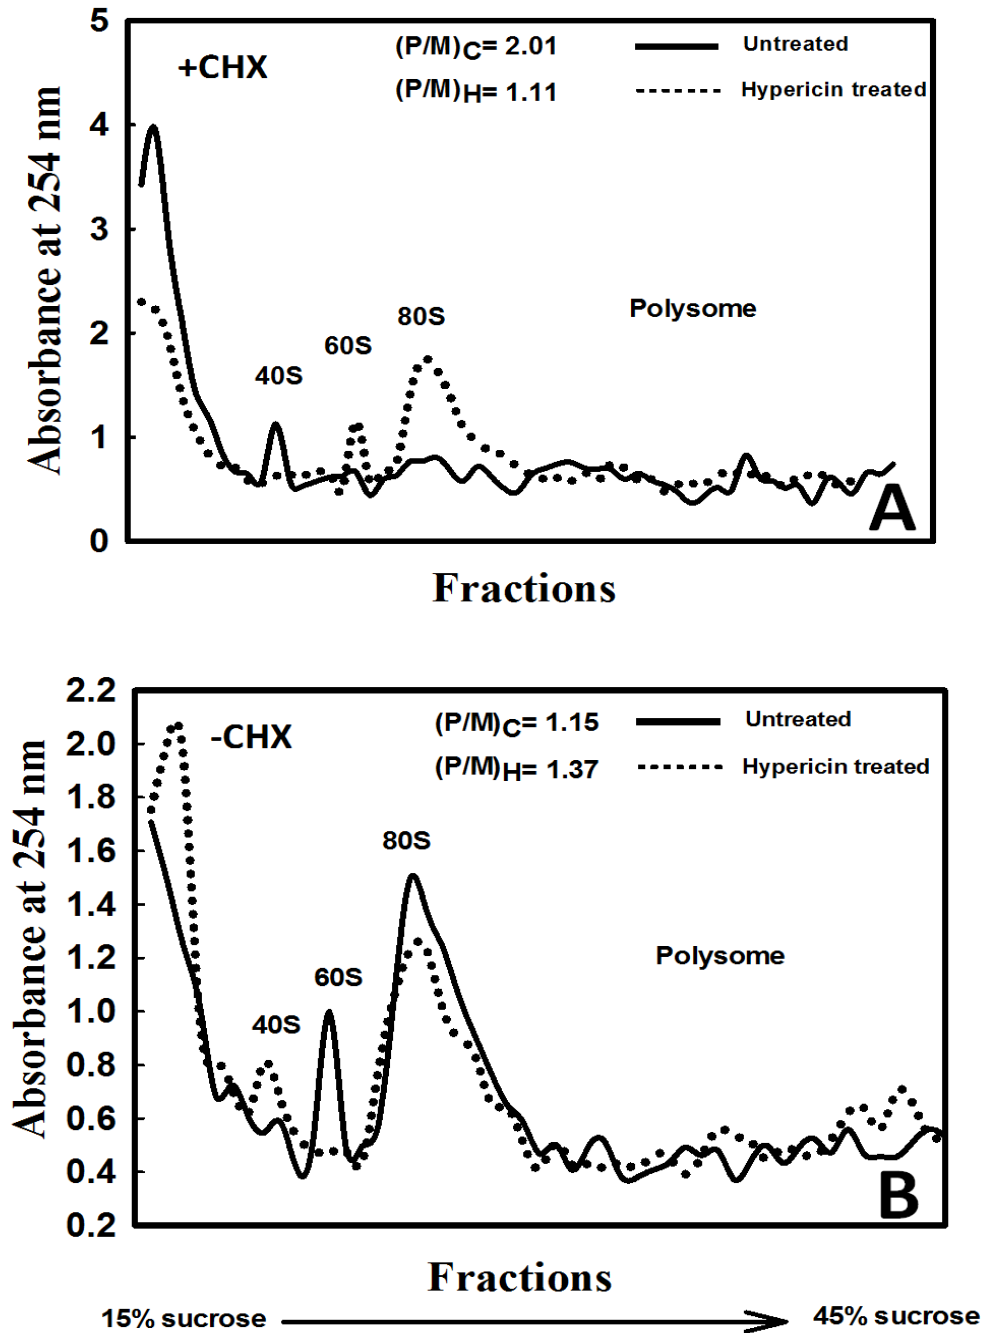 5
+CHX
(P/M)C= 2.01
Untreated
(P/M)H= 1.11
Hypericin treated
4
3
80S
Polysome
2
60S
40S
1
0
A
Absorbance at 254 nm
Fractions
2.2
-CHX
(P/M)C= 1.15
Untreated
2.0
(P/M)H= 1.37
Hypericin treated
1.8
80S
1.6
1.4
1.2
Polysome
60S
1.0
40S
0.8
0.6
0.4
B
0.2
Absorbance at 254 nm
Fractions
15% sucrose
45% sucrose